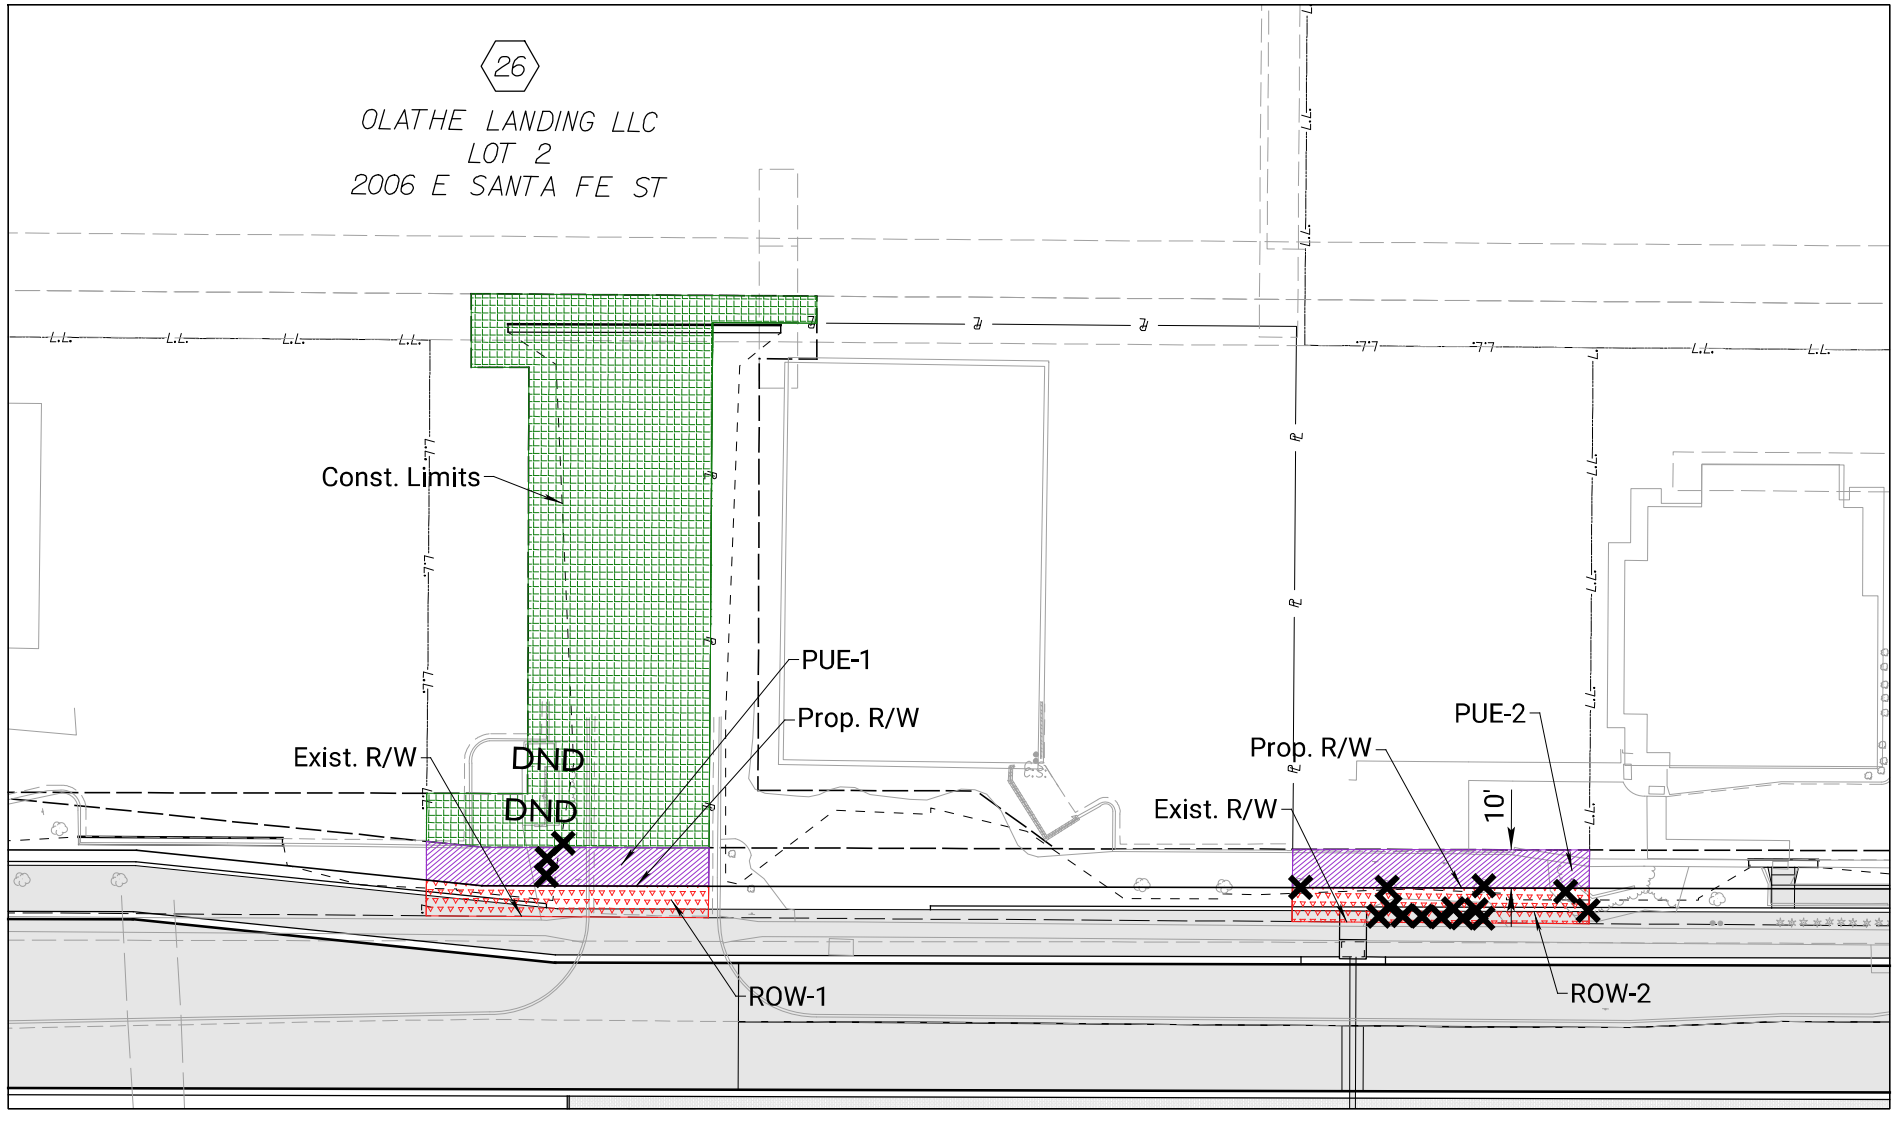 26
OLATHE LANDING LLC
LOT 2
2006 E SANTA FE ST
L.L.
L.L.
L.L.
L.L.
L.L.
L.L.
L.L.
L.L.
L.L.
L.L.
L.L.
Const. Limits
L.L.
L.L.
L.L.
L.L.
L.L.
PUE-1
L.L.
L.L.
Prop. R/W
PUE-2
Prop. R/W
Exist. R/W
DND
Exist. R/W
DND
10'
ROW-1
ROW-2